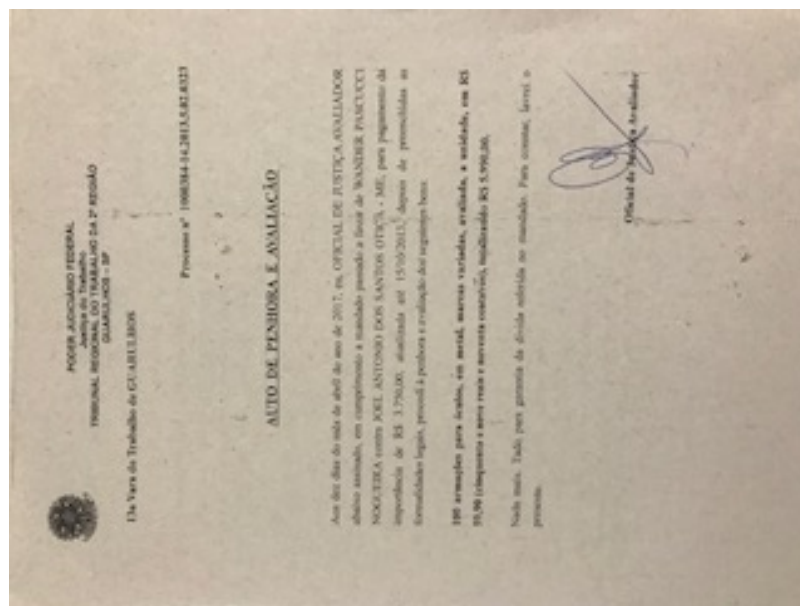 PODER JUDICIÁRIO FEDERAL
Justiça do Trabalho
TRIBUNAL REGIONAL DO TRABALHO DA 2ª REGIÃO
GUARULHOS - SP
13a Vara do Trabalho de GUARULHOS
Processo nº 1000384-14.2013.5.02.0323
AUTO DE PENHORA E AVALIAÇÃO
Aos dez dias do mês de abril do ano de 2017, eu, OFICIAL DE JUSTIÇA AVALIADOR
abaixo assinado, em cumprimento a mandado passado a favor de WANDER PASCUCCI
NOGUEIRA contra JOEL ANTONIO DOS SANTOS - ME, para pagamento da
importância de R$ 3.750,00, atualizada até 15/10/2013, depois de preenchidas as
formalidades legais, procedi à penhora e avaliação dos seguintes bens:
100 armações para óculos, em metal, marcas variadas, avaliada, a unidade, em R$
59,90 (cinquenta e nove reais e noventa centavos), totalizando R$ 5.990,00.
Nada mais. Tudo para garantia da dívida referida no mandado. Para constar, lavrei o
presente.
Oficial de Justiça Avaliador